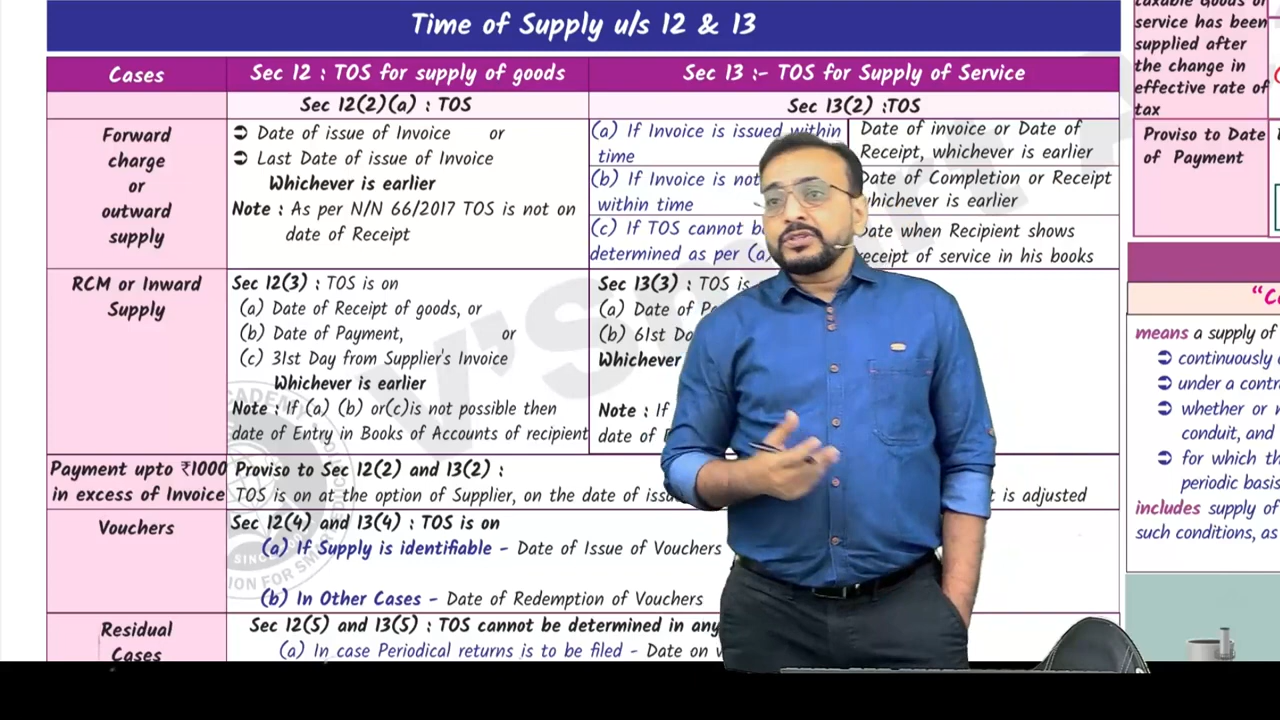 Time of Supply u/s 12 & 13
Cases
Sec 12 : TOS for supply of goods
Sec 13 :- TOS for Supply of Service
Sec 12(2)(a) : TOS
Sec 13(2) :TOS
Forward
charge
or
outward
supply
➲ Date of issue of Invoice or
➲ Last Date of issue of Invoice
Whichever is earlier
Note : As per N/N 66/2017 TOS is not on
date of Receipt
(a) If Invoice is issued within
time
Date of invoice or Date of
Receipt, whichever is earlier
(b) If Invoice is not
within time
Date of Completion or Receipt
whichever is earlier
(c) If TOS cannot be
determined as per (a)
Date when Recipient shows
receipt of service in his books
RCM or Inward
Supply
Sec 12(3) : TOS is on
(a) Date of Receipt of goods, or
(b) Date of Payment, or
(c) 31st Day from Supplier's Invoice
Whichever is earlier
Note : If (a) (b) or(c)is not possible then
date of Entry in Books of Accounts of recipient
Sec 13(3) : TOS is
(a) Date of
(b) 61st
Whichever
Note : If
date of
Payment upto ₹1000
in excess of Invoice
Proviso to Sec 12(2) and 13(2) :
TOS is on at the option of Supplier, on the date of
is adjusted
Vouchers
Sec 12(4) and 13(4) : TOS is on
(a) If Supply is identifiable - Date of Issue of Vouchers
(b) In Other Cases - Date of Redemption of Vouchers
Residual
Cases
Sec 12(5) and 13(5) : TOS cannot be determined in any
(a) In case Periodical returns is to be filed - Date on
taxable Goods or
service has been
supplied after
the change in
effective rate of
tax
Proviso to Date
of Payment
means a supply of
➲ continuously
➲ under a
➲ whether or
conduit, and
➲ for which
periodic basis
includes supply of
such conditions, as